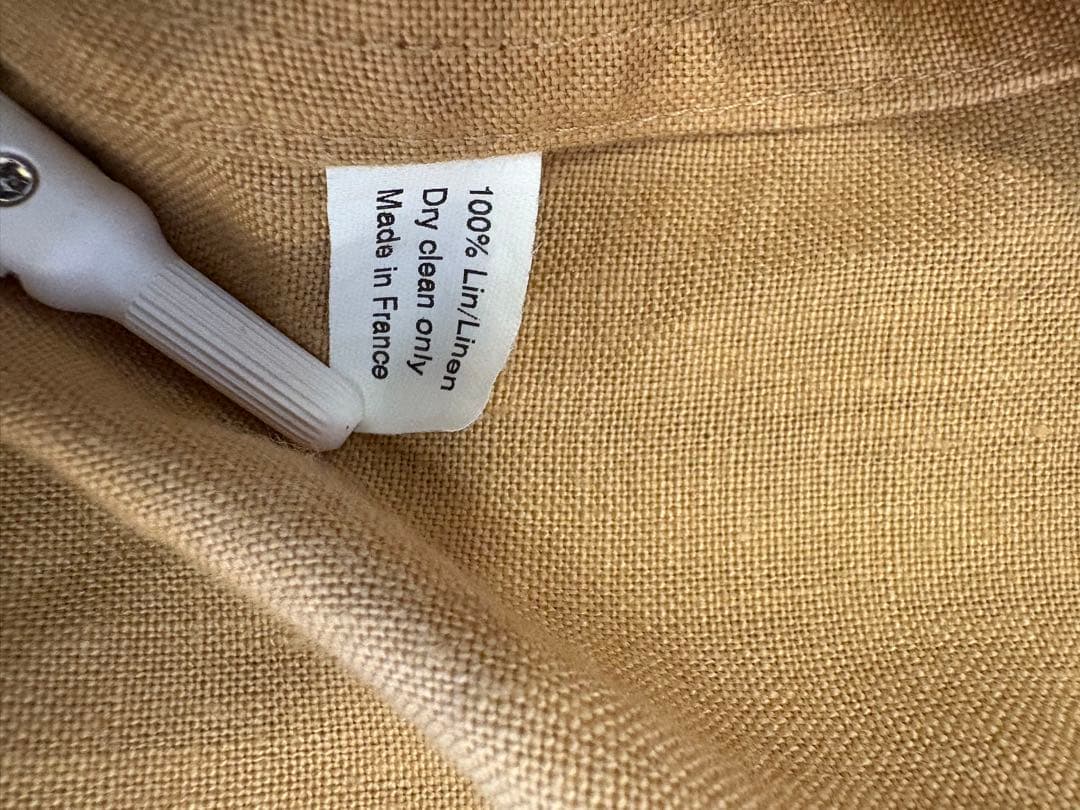 100% Lin/Linen
Dry clean only
Made in France